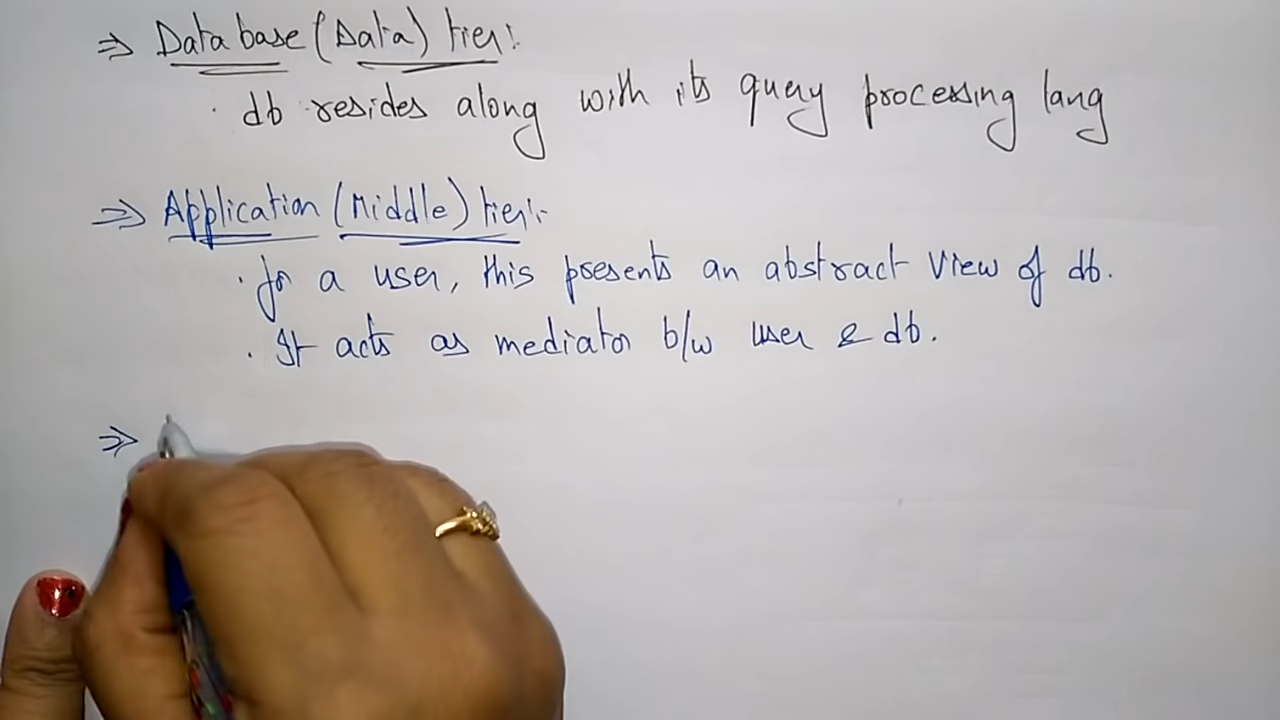 ⇒ Database (Data) tier:
· db resides along with its query processing lang
⇒ Application (Middle) tier:-
· for a user, this presents an abstract view of db.
· It acts as mediator b/w user & db.
⇒